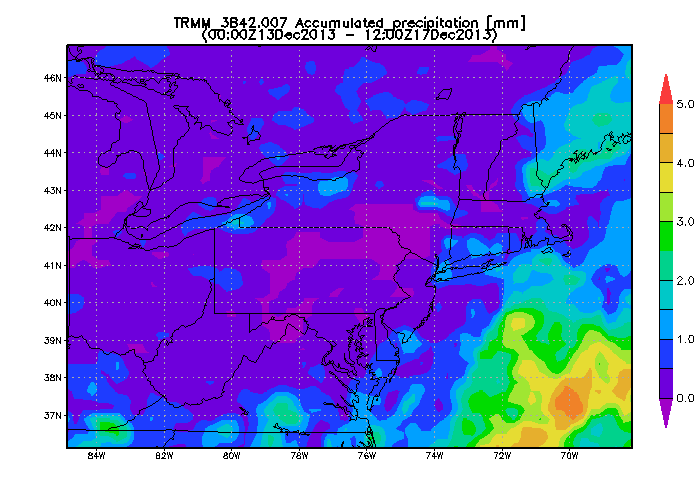 TRMM 3B42.007 Accumulated precipitation [mm]
(00:00Z13Dec2013 – 12:00Z17Dec2013)
46N
45N
44N
43N
42N
41N
40N
39N
38N
37N
84W 82W 80W 78W 76W 74W 72W 70W
5.0
4.0
3.0
2.0
1.0
0.0